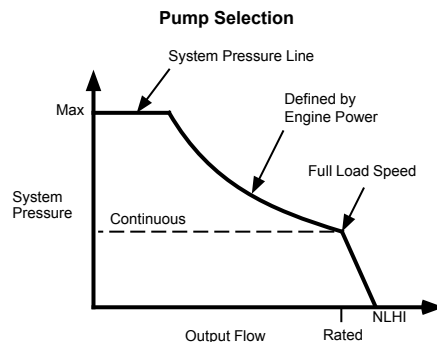 Pump Selection
System Pressure Line
Max
Defined by
Engine Power
Full Load Speed
System
Pressure
Continuous
NLHI
Output Flow
Rated